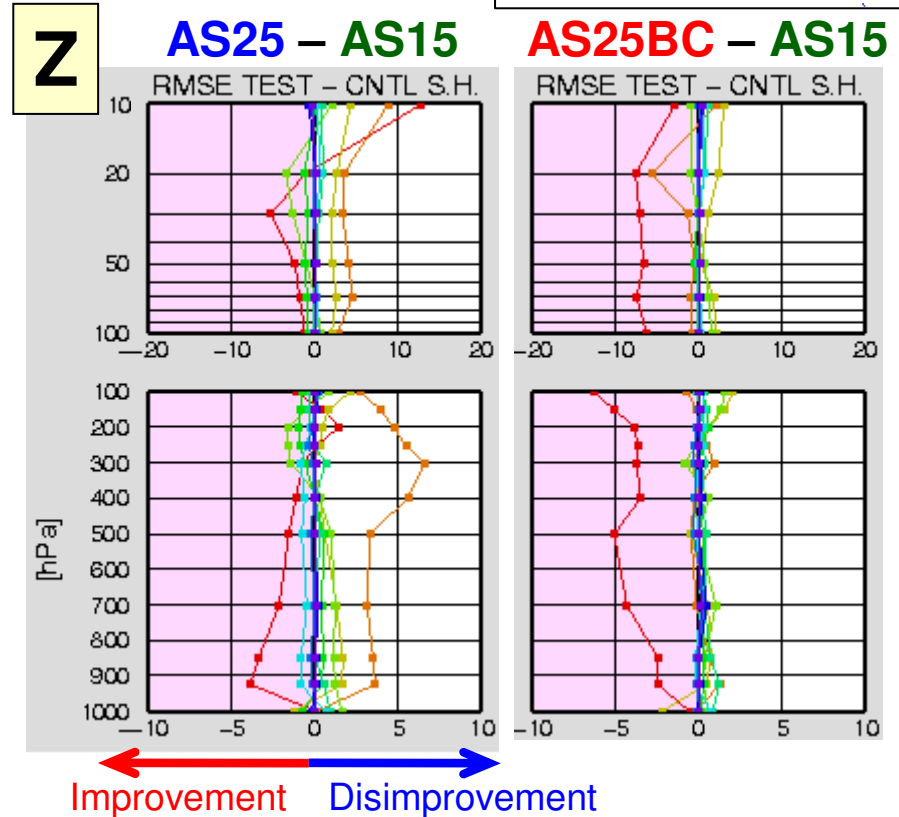 Z
AS25 – AS15
AS25BC – AS15
RMSE TEST – CNTL S.H.
RMSE TEST – CNTL S.H.
10
20
50
100
−20 −10 0 10 20
−20 −10 0 10 20
100
200
300
400
500
600
700
800
900
1000
[hPa]
−10 −5 0 5 10
−10 −5 0 5 10
Improvement Disimprovement